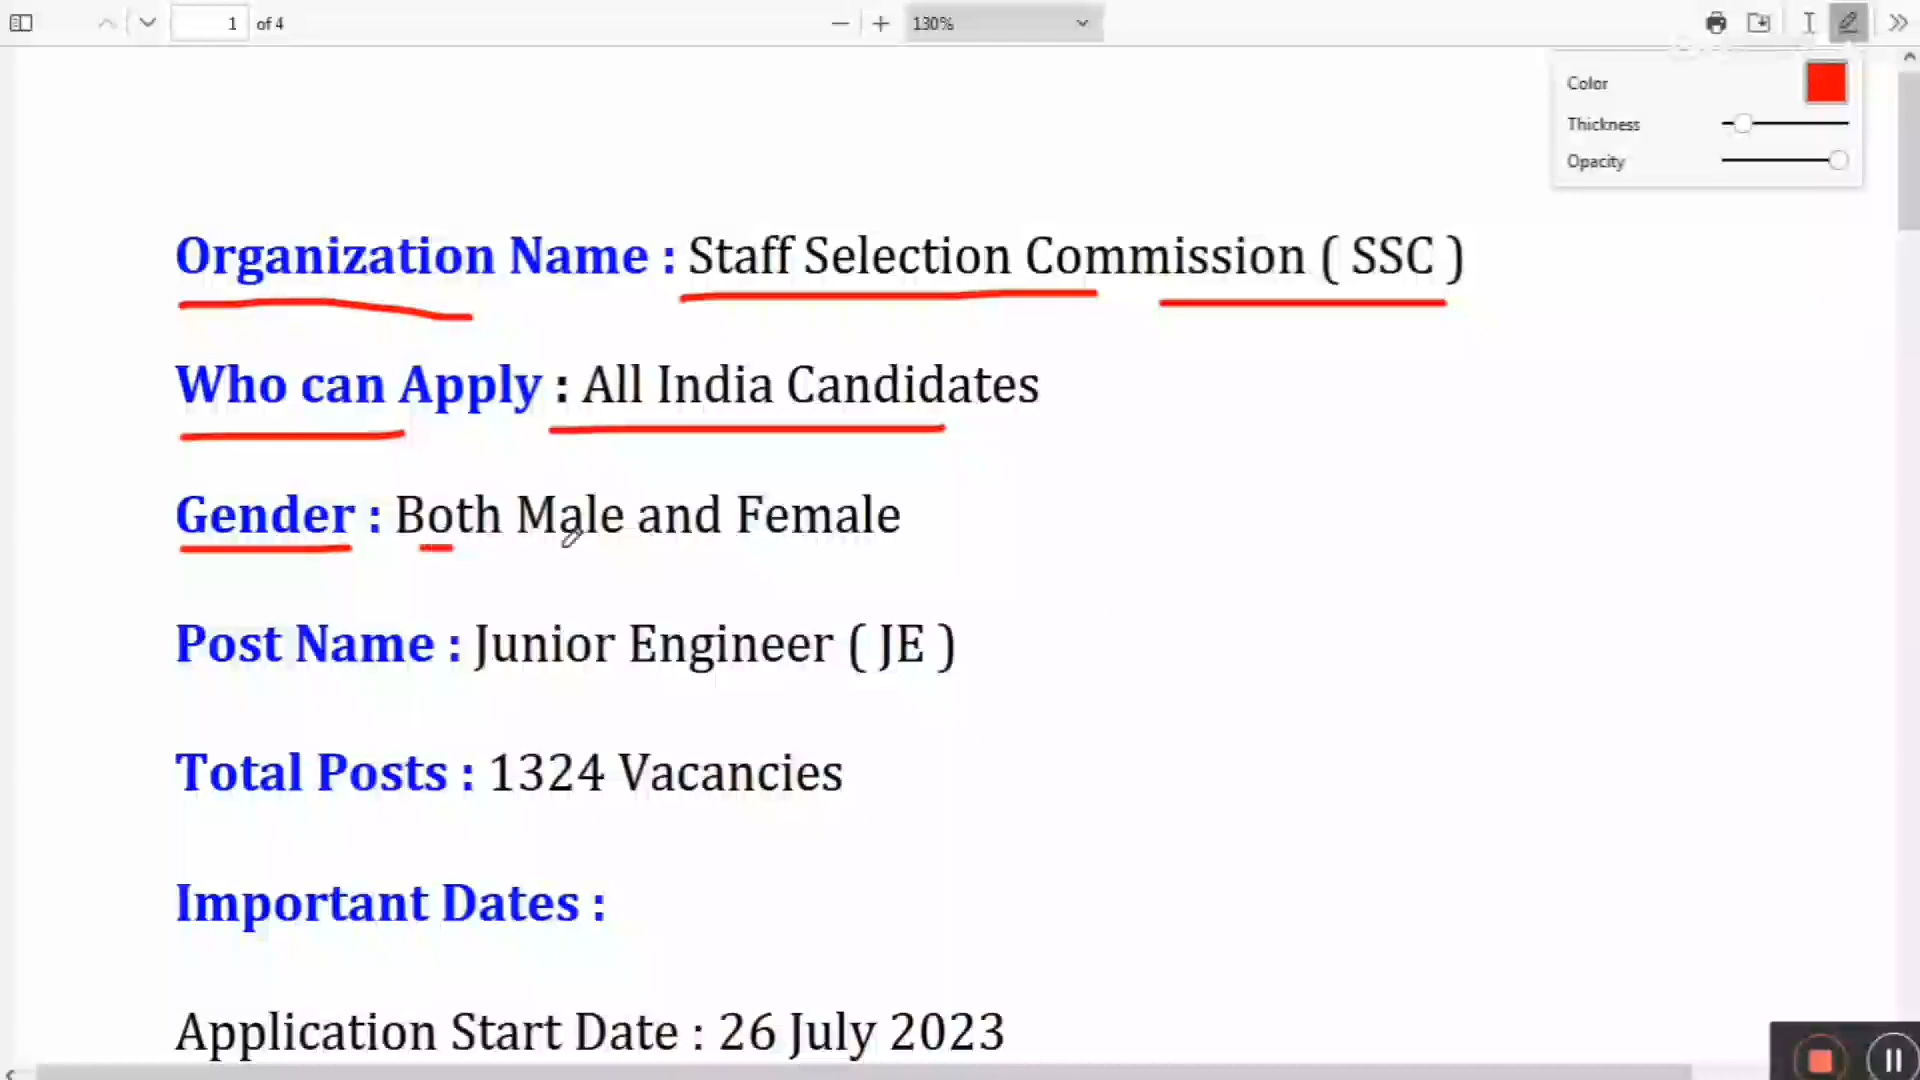 1 of 4
130%
Color
Thickness
Opacity
Organization Name : Staff Selection Commission ( SSC )
Who can Apply : All India Candidates
Gender : Both Male and Female
Post Name : Junior Engineer ( JE )
Total Posts : 1324 Vacancies
Important Dates :
Application Start Date : 26 July 2023